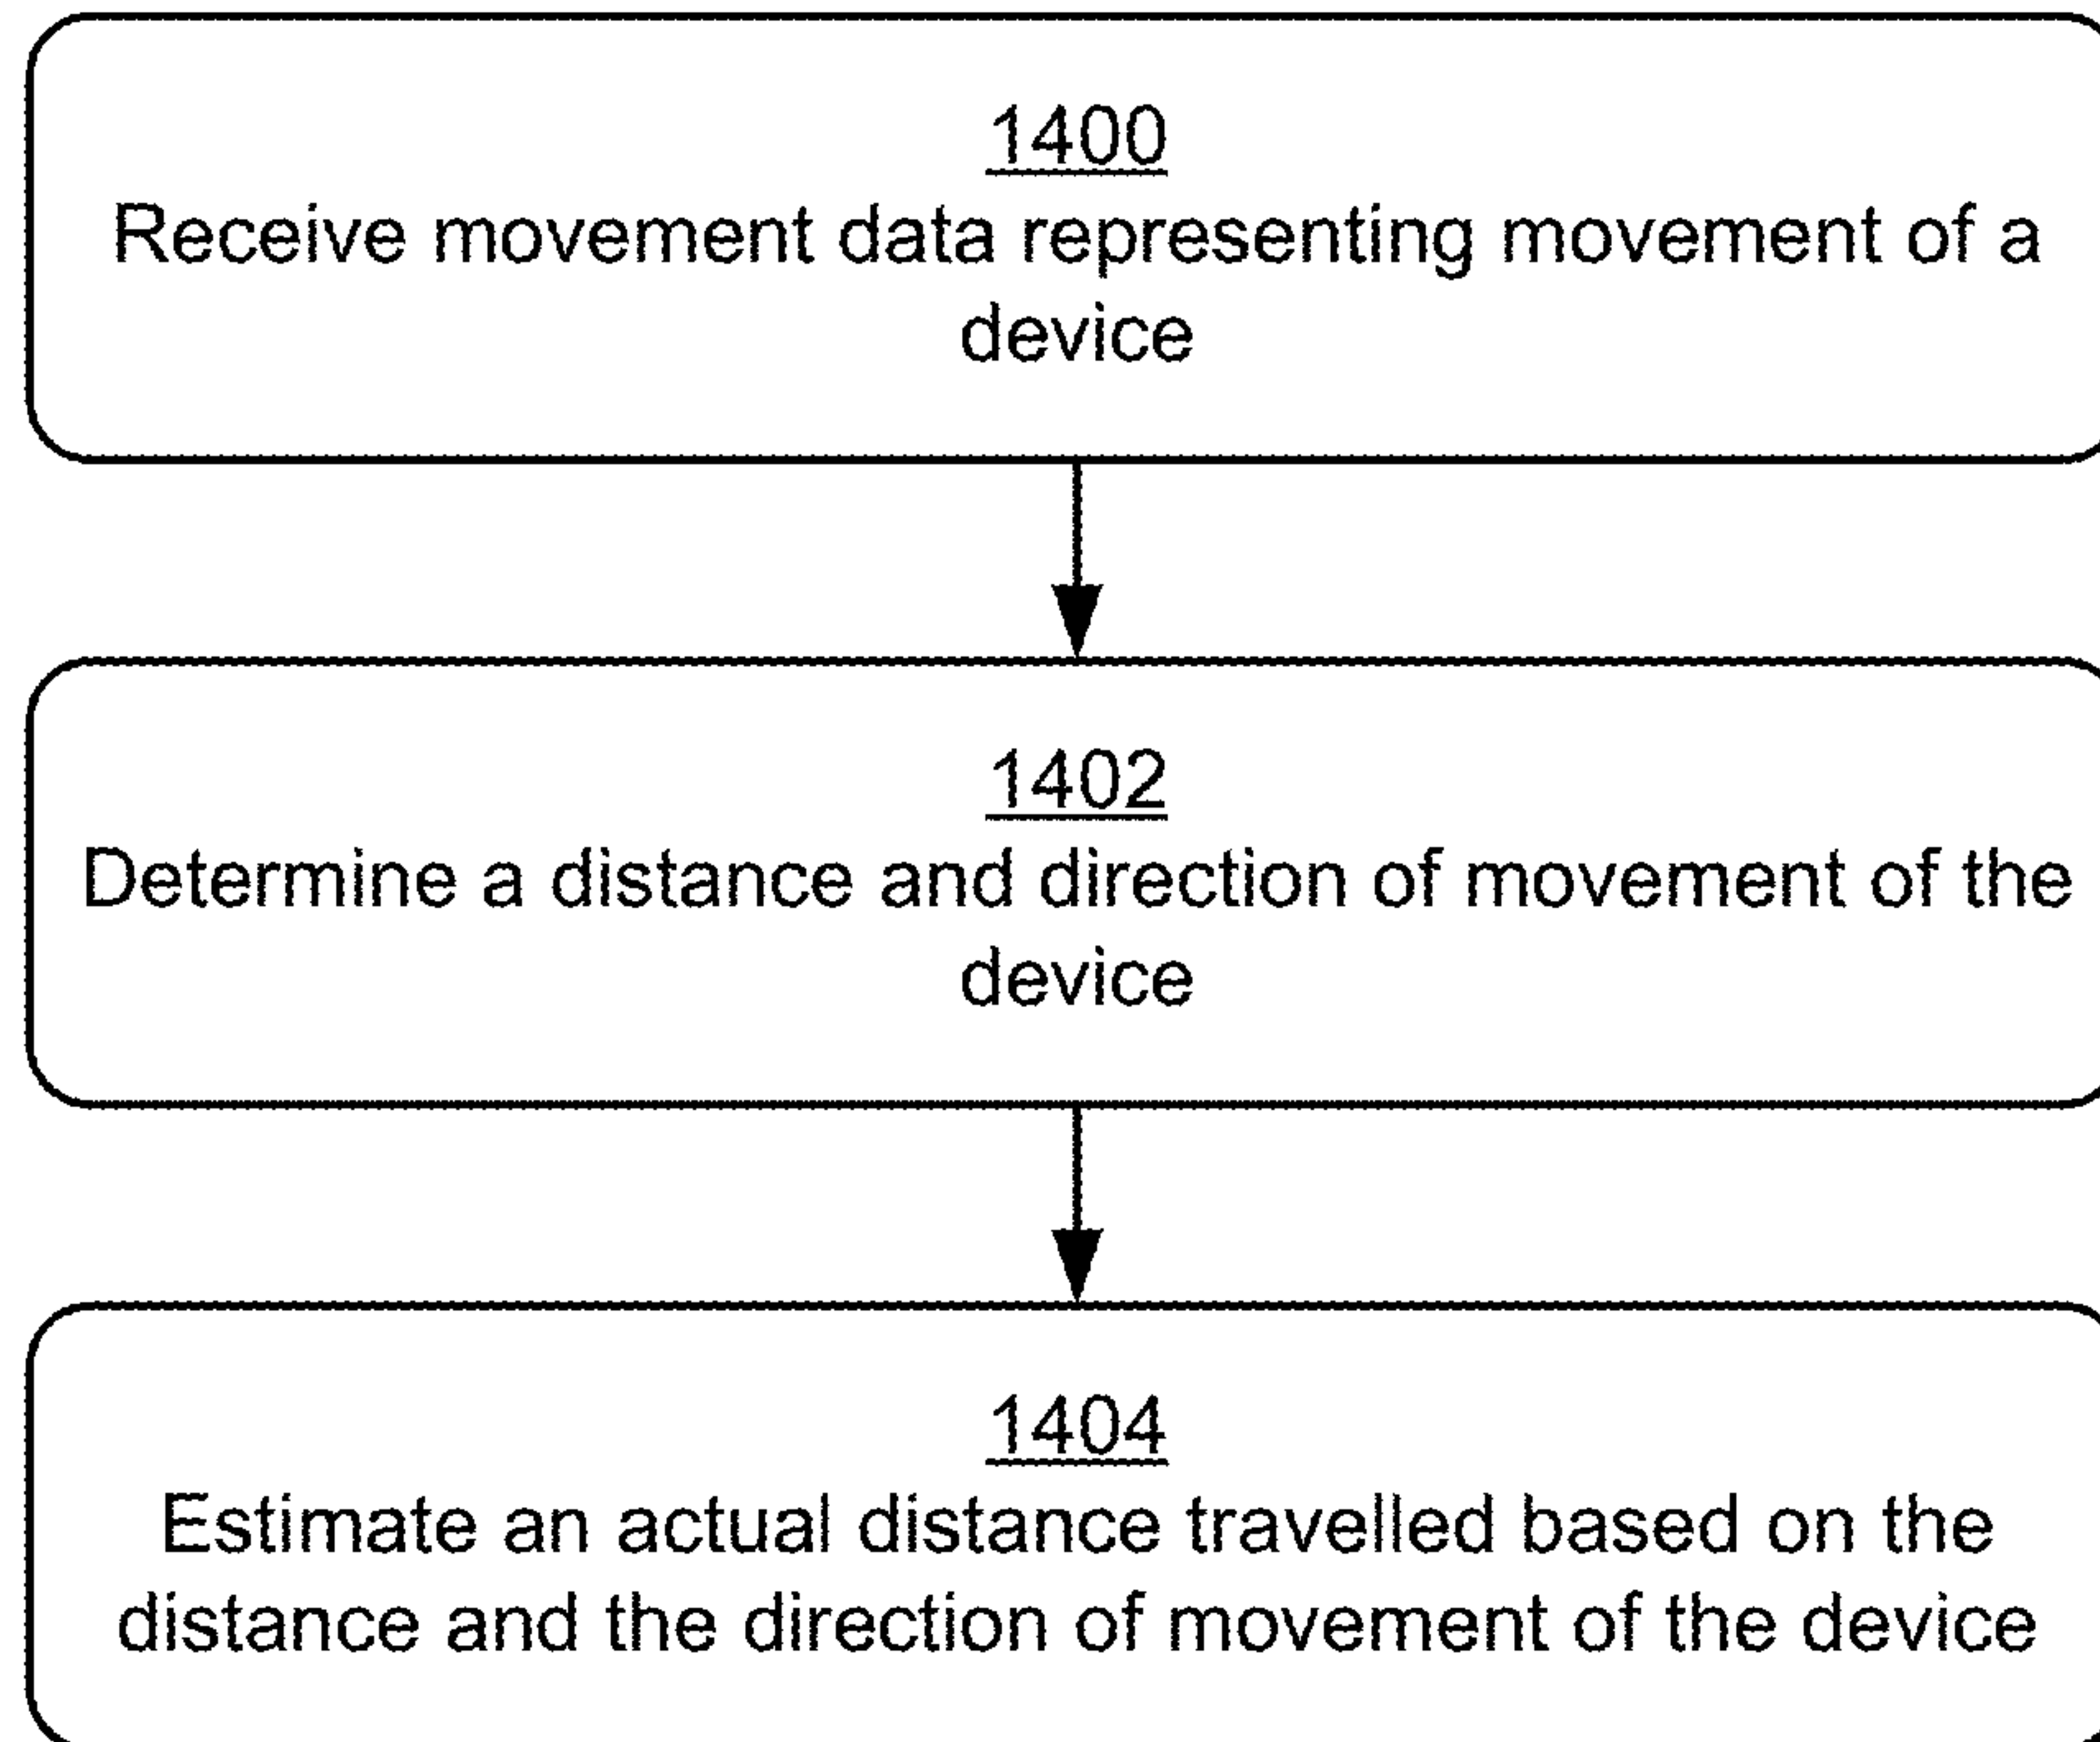 1400
Receive movement data representing movement of a
device
1402
Determine a distance and direction of movement of the
device
1404
Estimate an actual distance travelled based on the
distance and the direction of movement of the device